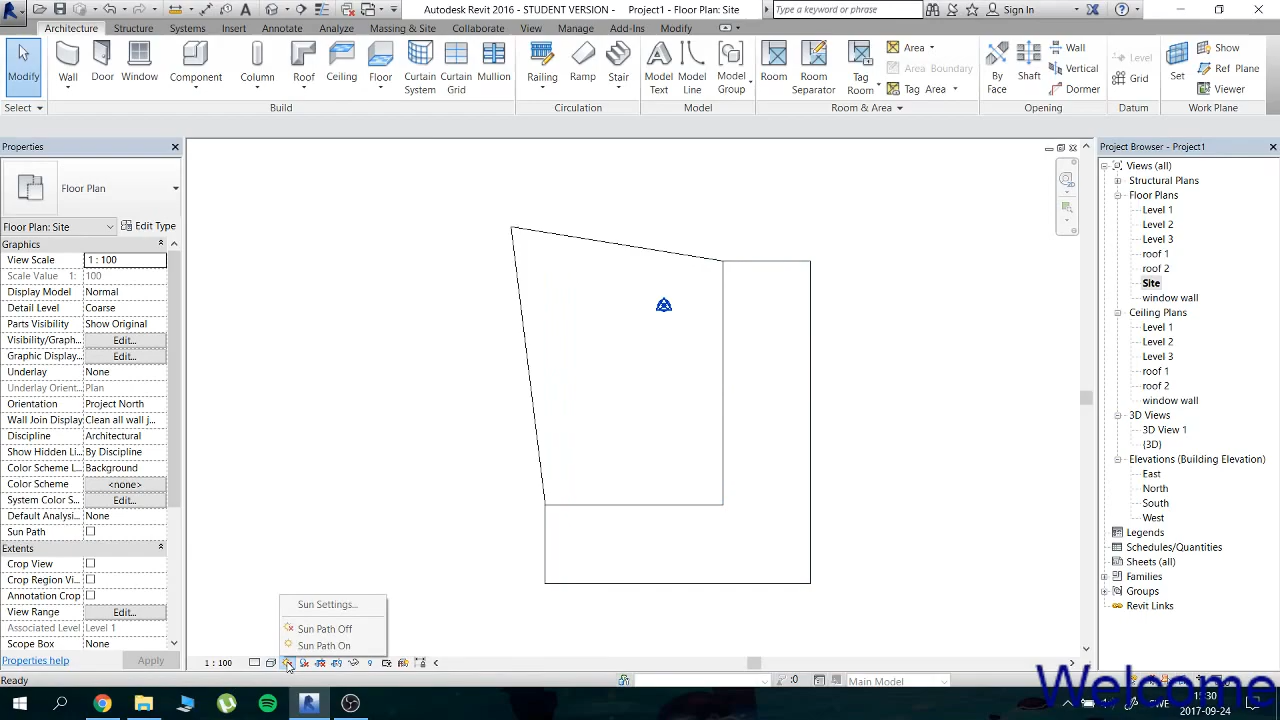 Autodesk Revit 2016 - STUDENT VERSION - Project1 - Floor Plan: Site
Type a keyword or phrase
Sign In
Architecture Structure Systems Insert Annotate Analyze Massing & Site Collaborate View Manage Add-Ins Modify
Modify Wall Door Window Component Column Roof Ceiling Floor Curtain System Curtain Grid Mullion Railing Ramp Stair Model Text Model Line Model Group Room Room Separator Tag Room By Face Shaft Set
Area Wall Level Show
Area Boundary Vertical Grid Ref Plane
Tag Area Dormer Viewer
Select Build Circulation Model Room & Area Opening Datum Work Plane
Properties
Floor Plan
Floor Plan: Site Edit Type
Graphics
View Scale 1 : 100
Scale Value 1: 100
Display Model Normal
Detail Level Coarse
Parts Visibility Show Original
Visibility/Graph... Edit...
Graphic Display... Edit...
Underlay None
Underlay Orient... Plan
Orientation Project North
Wall Join Display Clean all wall j...
Discipline Architectural
Show Hidden Li... By Discipline
Color Scheme L... Background
Color Scheme <none>
System Color S... Edit...
Default Analysi... None
Sun Path
Extents
Crop View
Crop Region Vi...
Annotation Crop
View Range Edit...
Associated Level Level 1
Scope Box None
Properties help Apply
Sun Settings...
Sun Path Off
Sun Path On
1 : 100
Project Browser - Project1
Views (all)
Structural Plans
Floor Plans
Level 1
Level 2
Level 3
roof 1
roof 2
Site
window wall
Ceiling Plans
Level 1
Level 2
Level 3
roof 1
roof 2
window wall
3D Views
3D View 1
{3D}
Elevations (Building Elevation)
East
North
South
West
Legends
Schedules/Quantities
Sheets (all)
Families
Groups
Revit Links
Ready
:0
Main Model
Welcome
SWE
15:30
2017-09-24